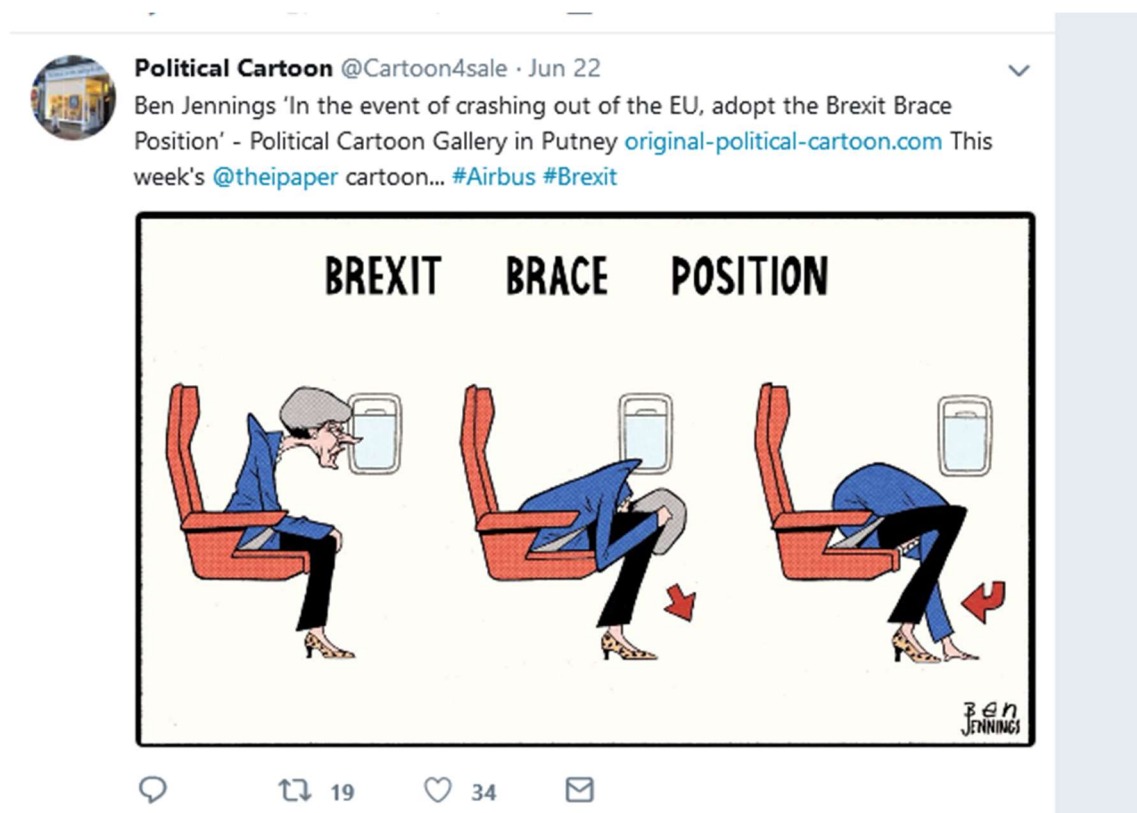 Political Cartoon @Cartoon4sale · Jun 22
Ben Jennings ‘In the event of crashing out of the EU, adopt the Brexit Brace
Position’ - Political Cartoon Gallery in Putney original-political-cartoon.com This
week's @theipaper cartoon... #Airbus #Brexit
BREXIT BRACE POSITION
Ben
JENNINGS
19 34